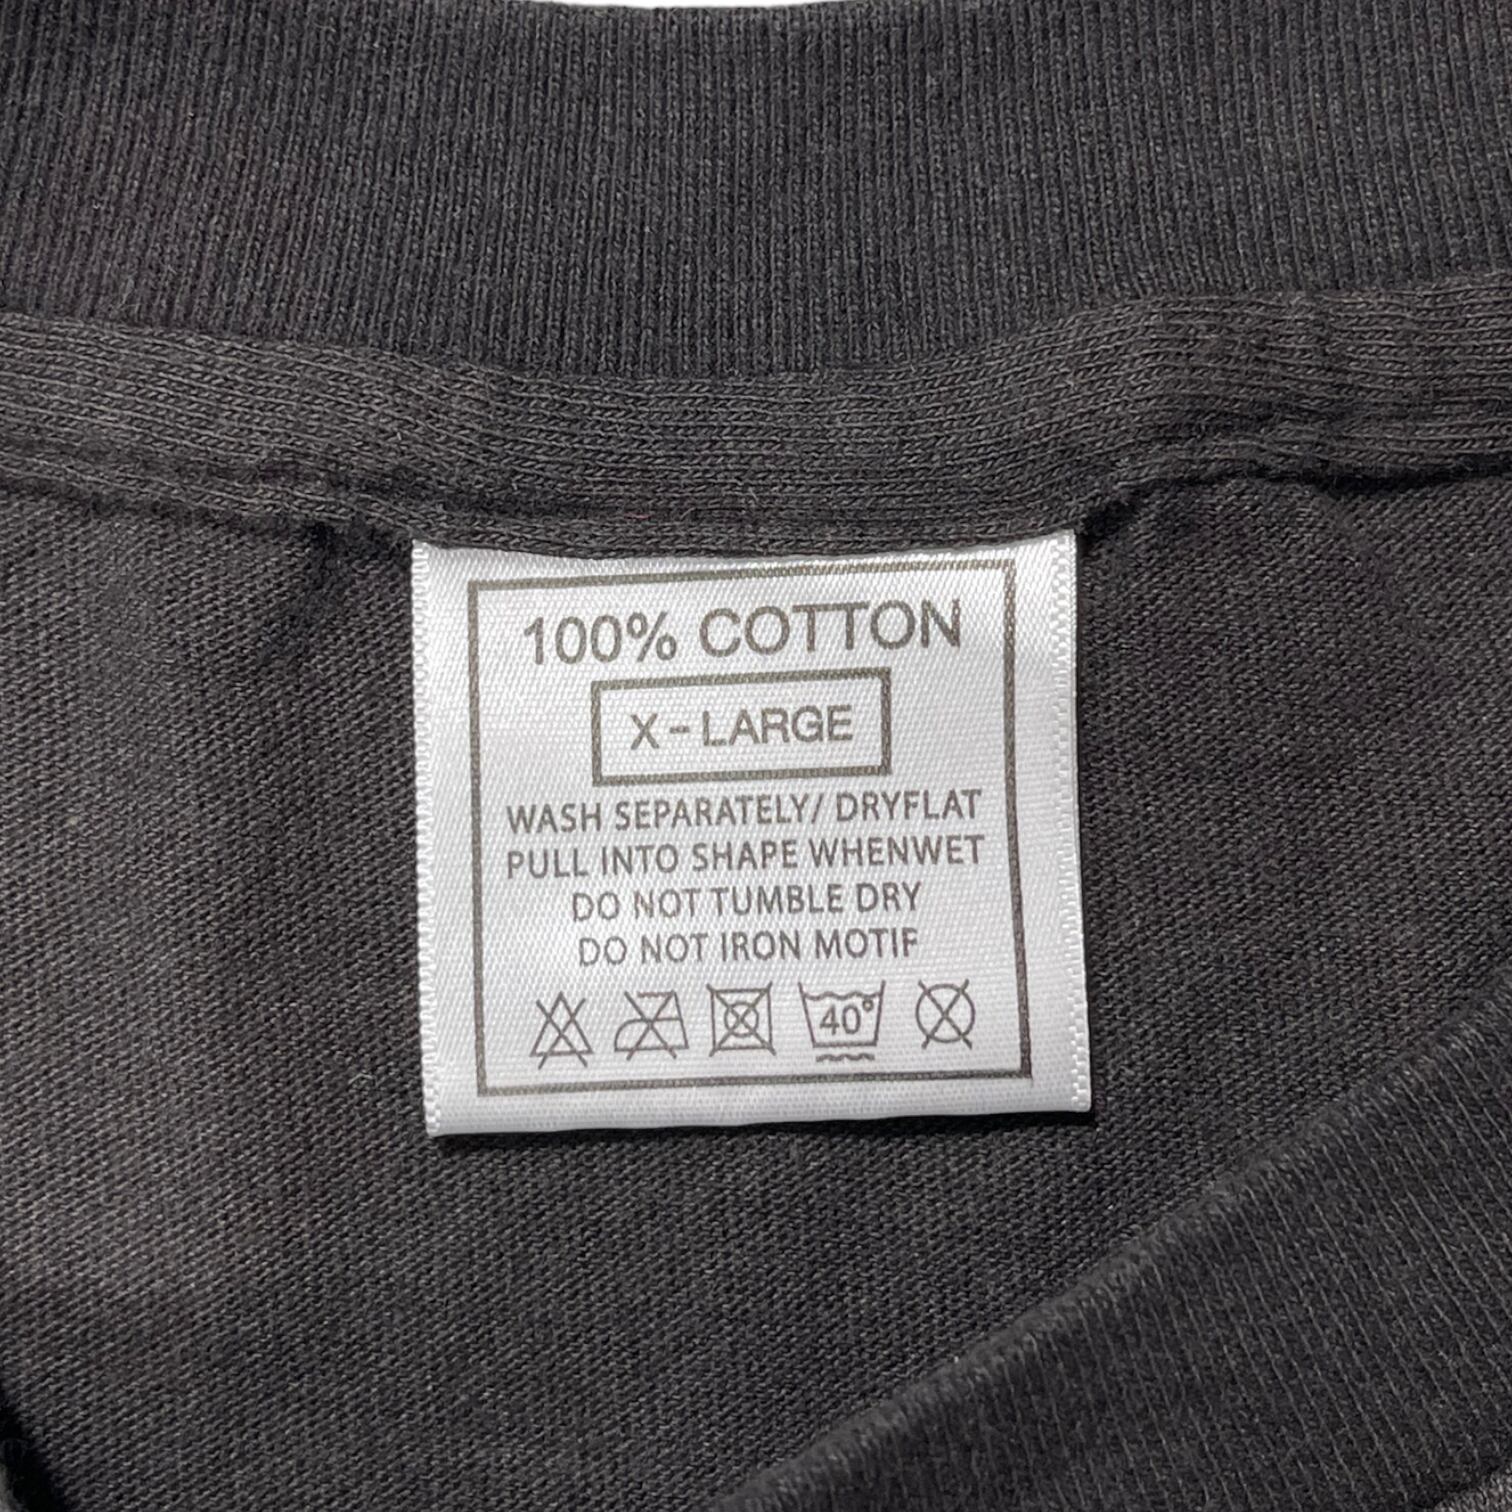 100% COTTON
X-LARGE
WASH SEPARATELY/ DRYFLAT
PULL INTO SHAPE WHENWET
DO NOT TUMBLE DRY
DO NOT IRON MOTIF
40°